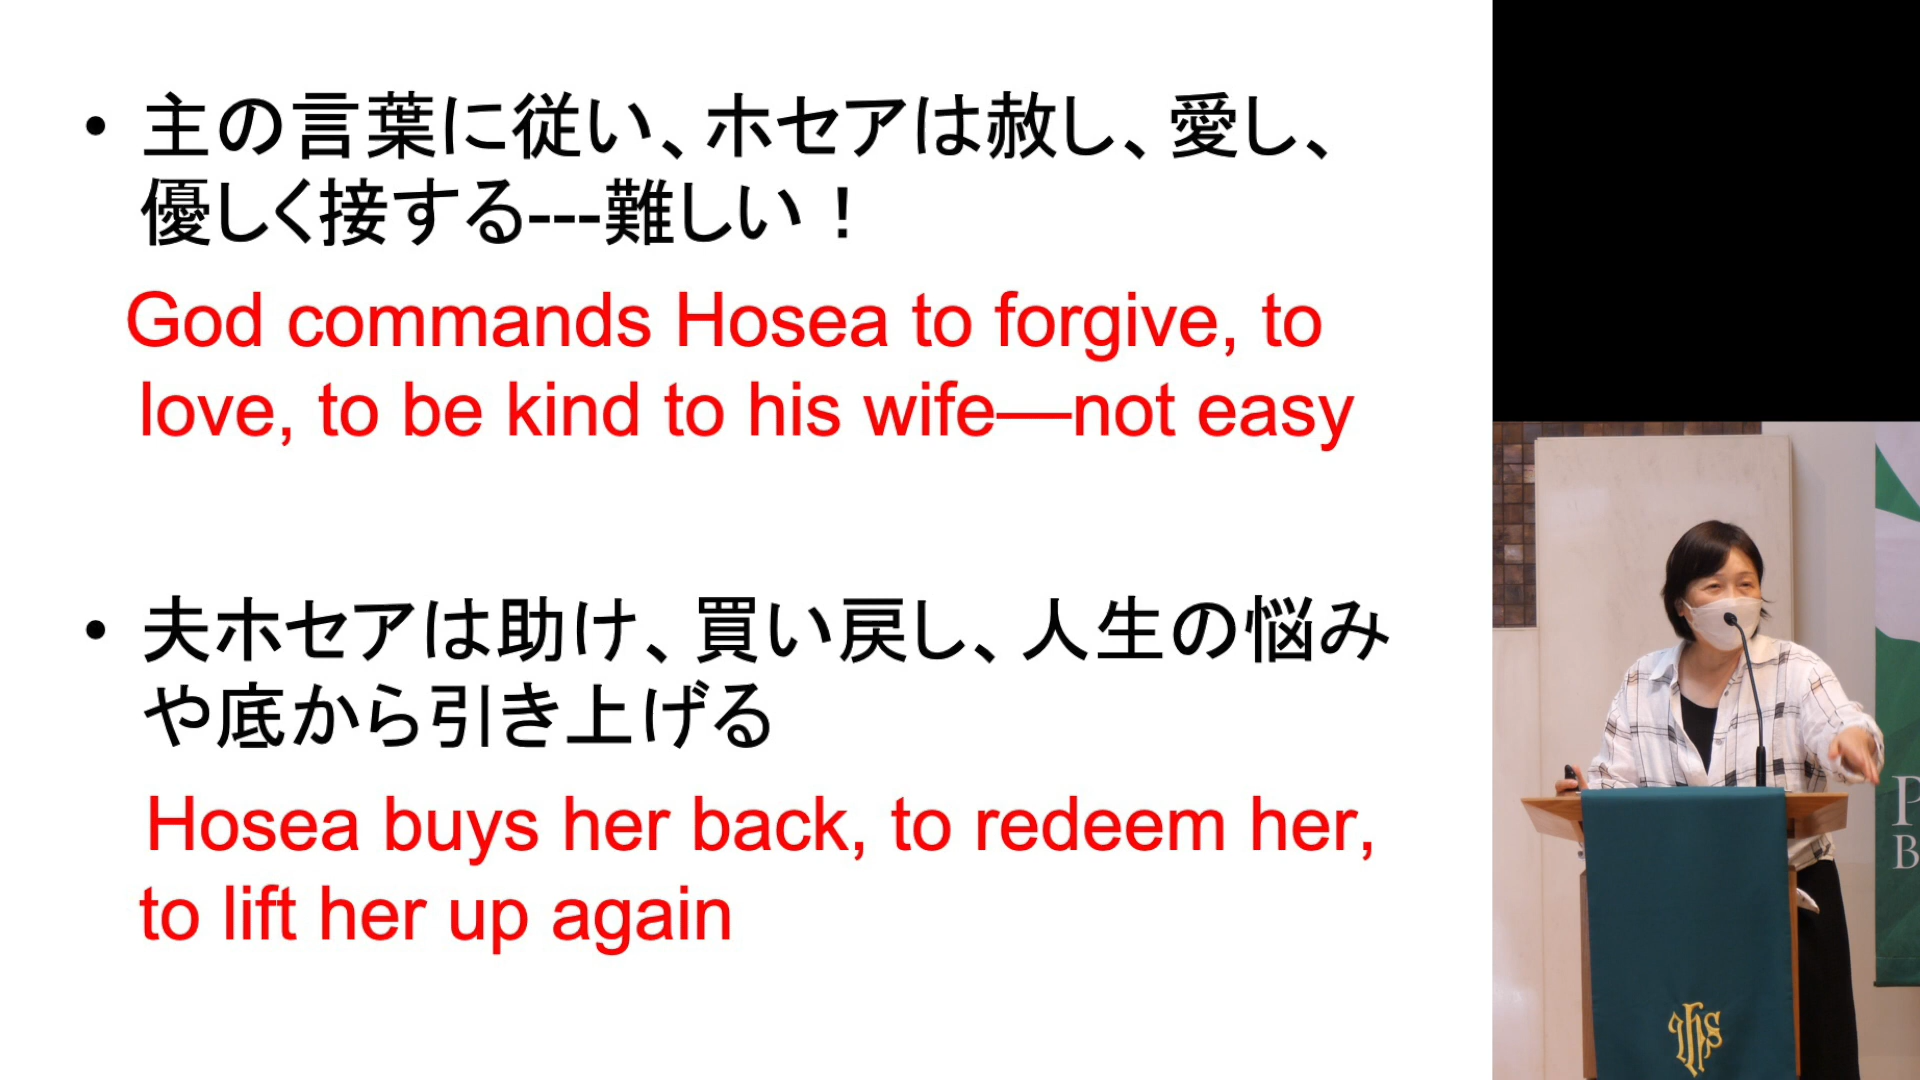 • 主の言葉に従い、ホセアは赦し、愛し、
優しく接する---難しい！
God commands Hosea to forgive, to
love, to be kind to his wife—not easy
• 夫ホセアは助け、買い戻し、人生の悩み
や底から引き上げる
Hosea buys her back, to redeem her,
to lift her up again
P
B
IHS